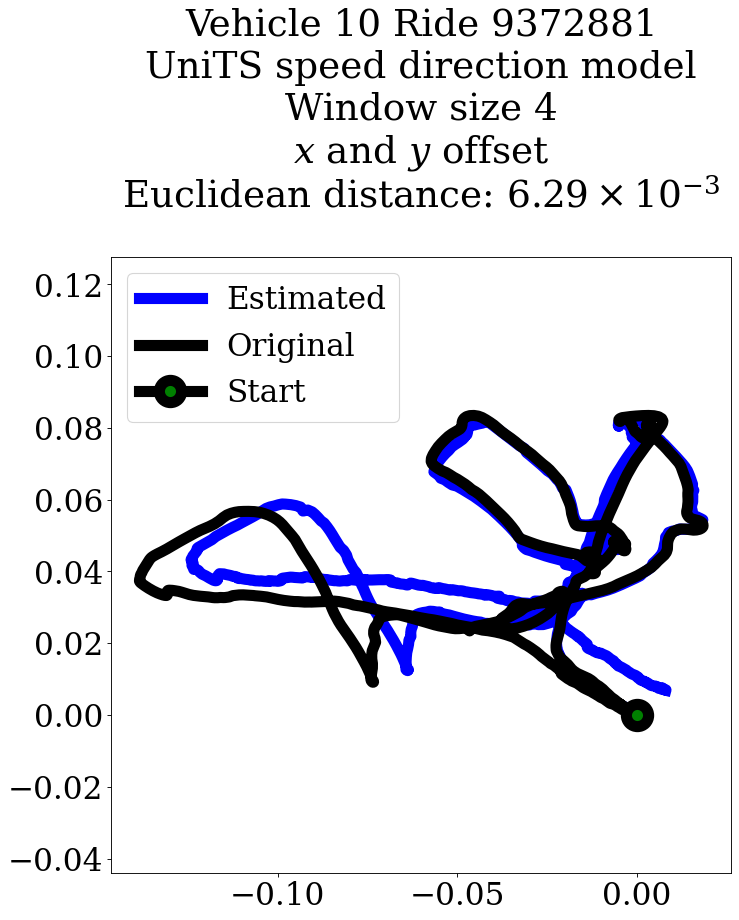 Vehicle 10 Ride 9372881
UniTS speed direction model
Window size 4
x and y offset
Euclidean distance: 6.29 × 10⁻³
Estimated
Original
Start
0.12
0.10
0.08
0.06
0.04
0.02
0.00
−0.02
−0.04
−0.10
−0.05
0.00